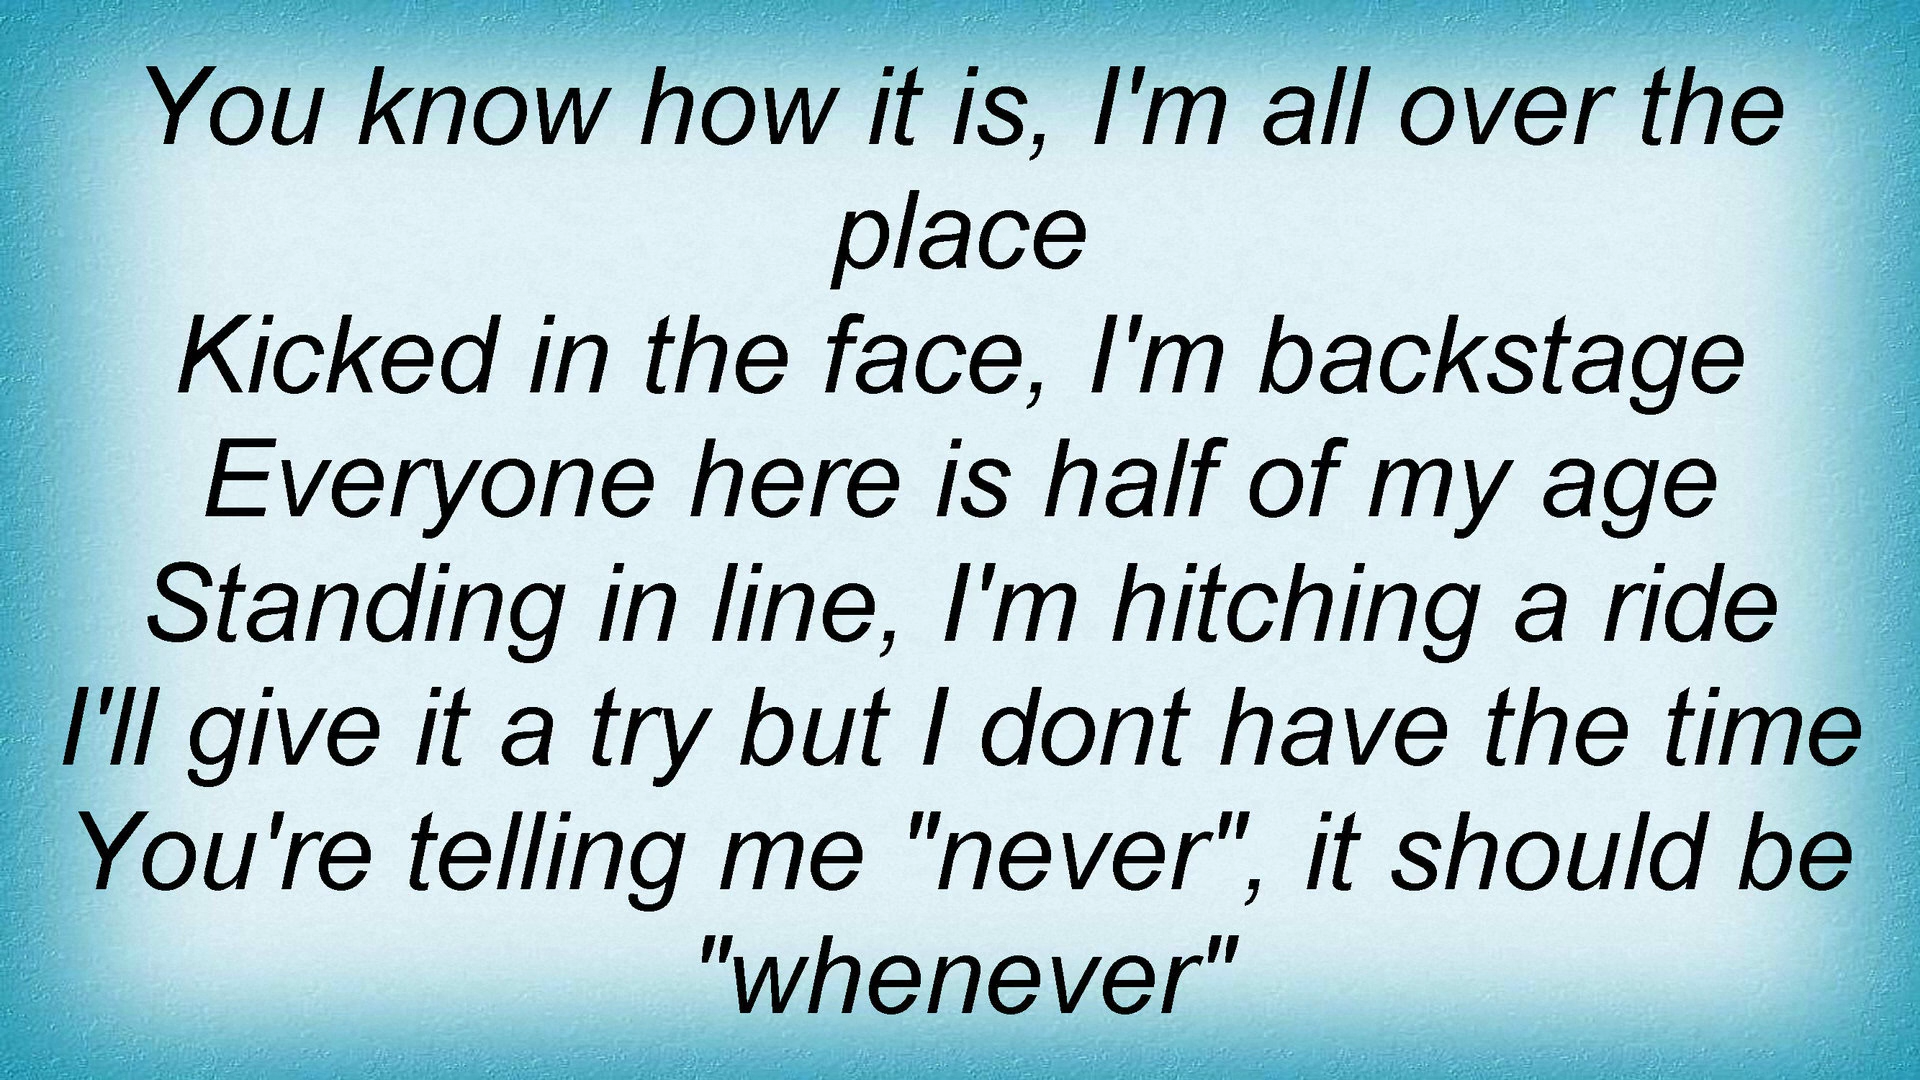 You know how it is, I'm all over the
place
Kicked in the face, I'm backstage
Everyone here is half of my age
Standing in line, I'm hitching a ride
I'll give it a try but I dont have the time
You're telling me "never", it should be
"whenever"